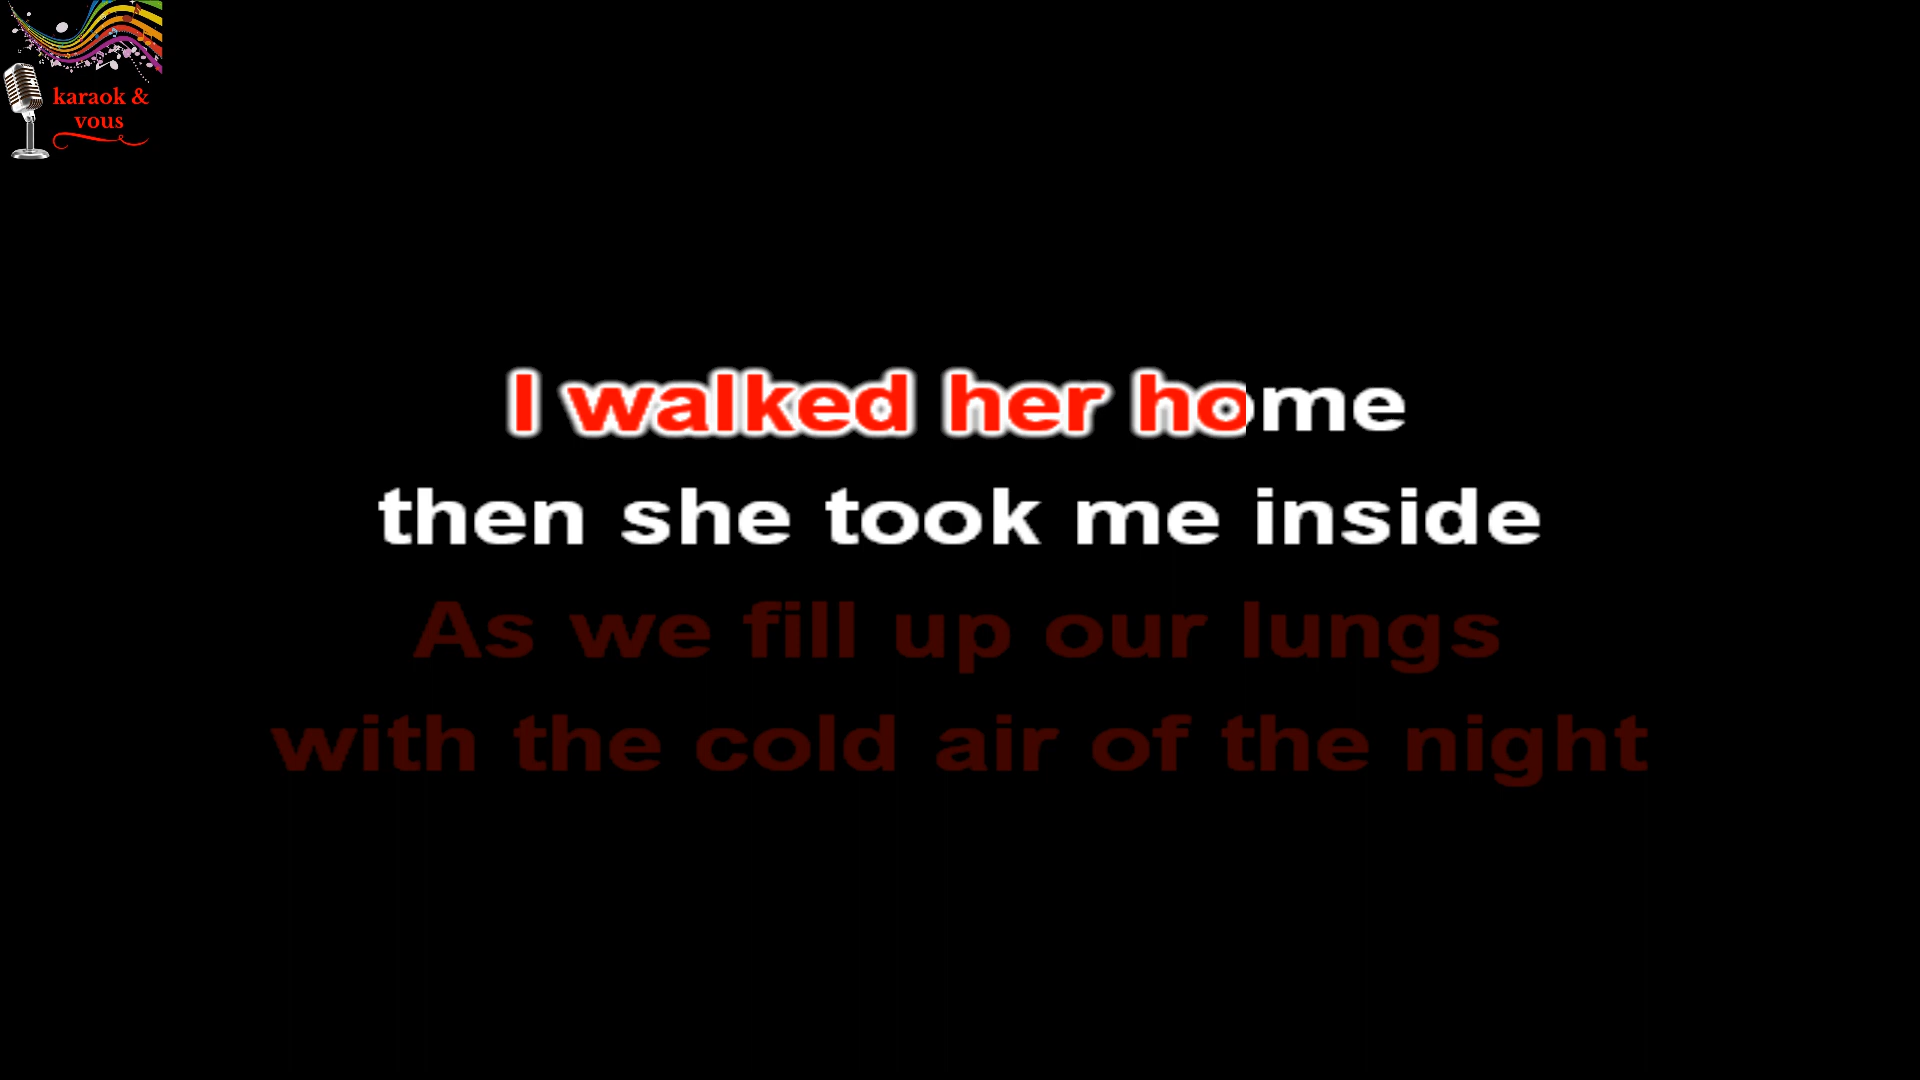 karaok &
vous
I walked her home
then she took me inside
As we fill up our lungs
with the cold air of the night